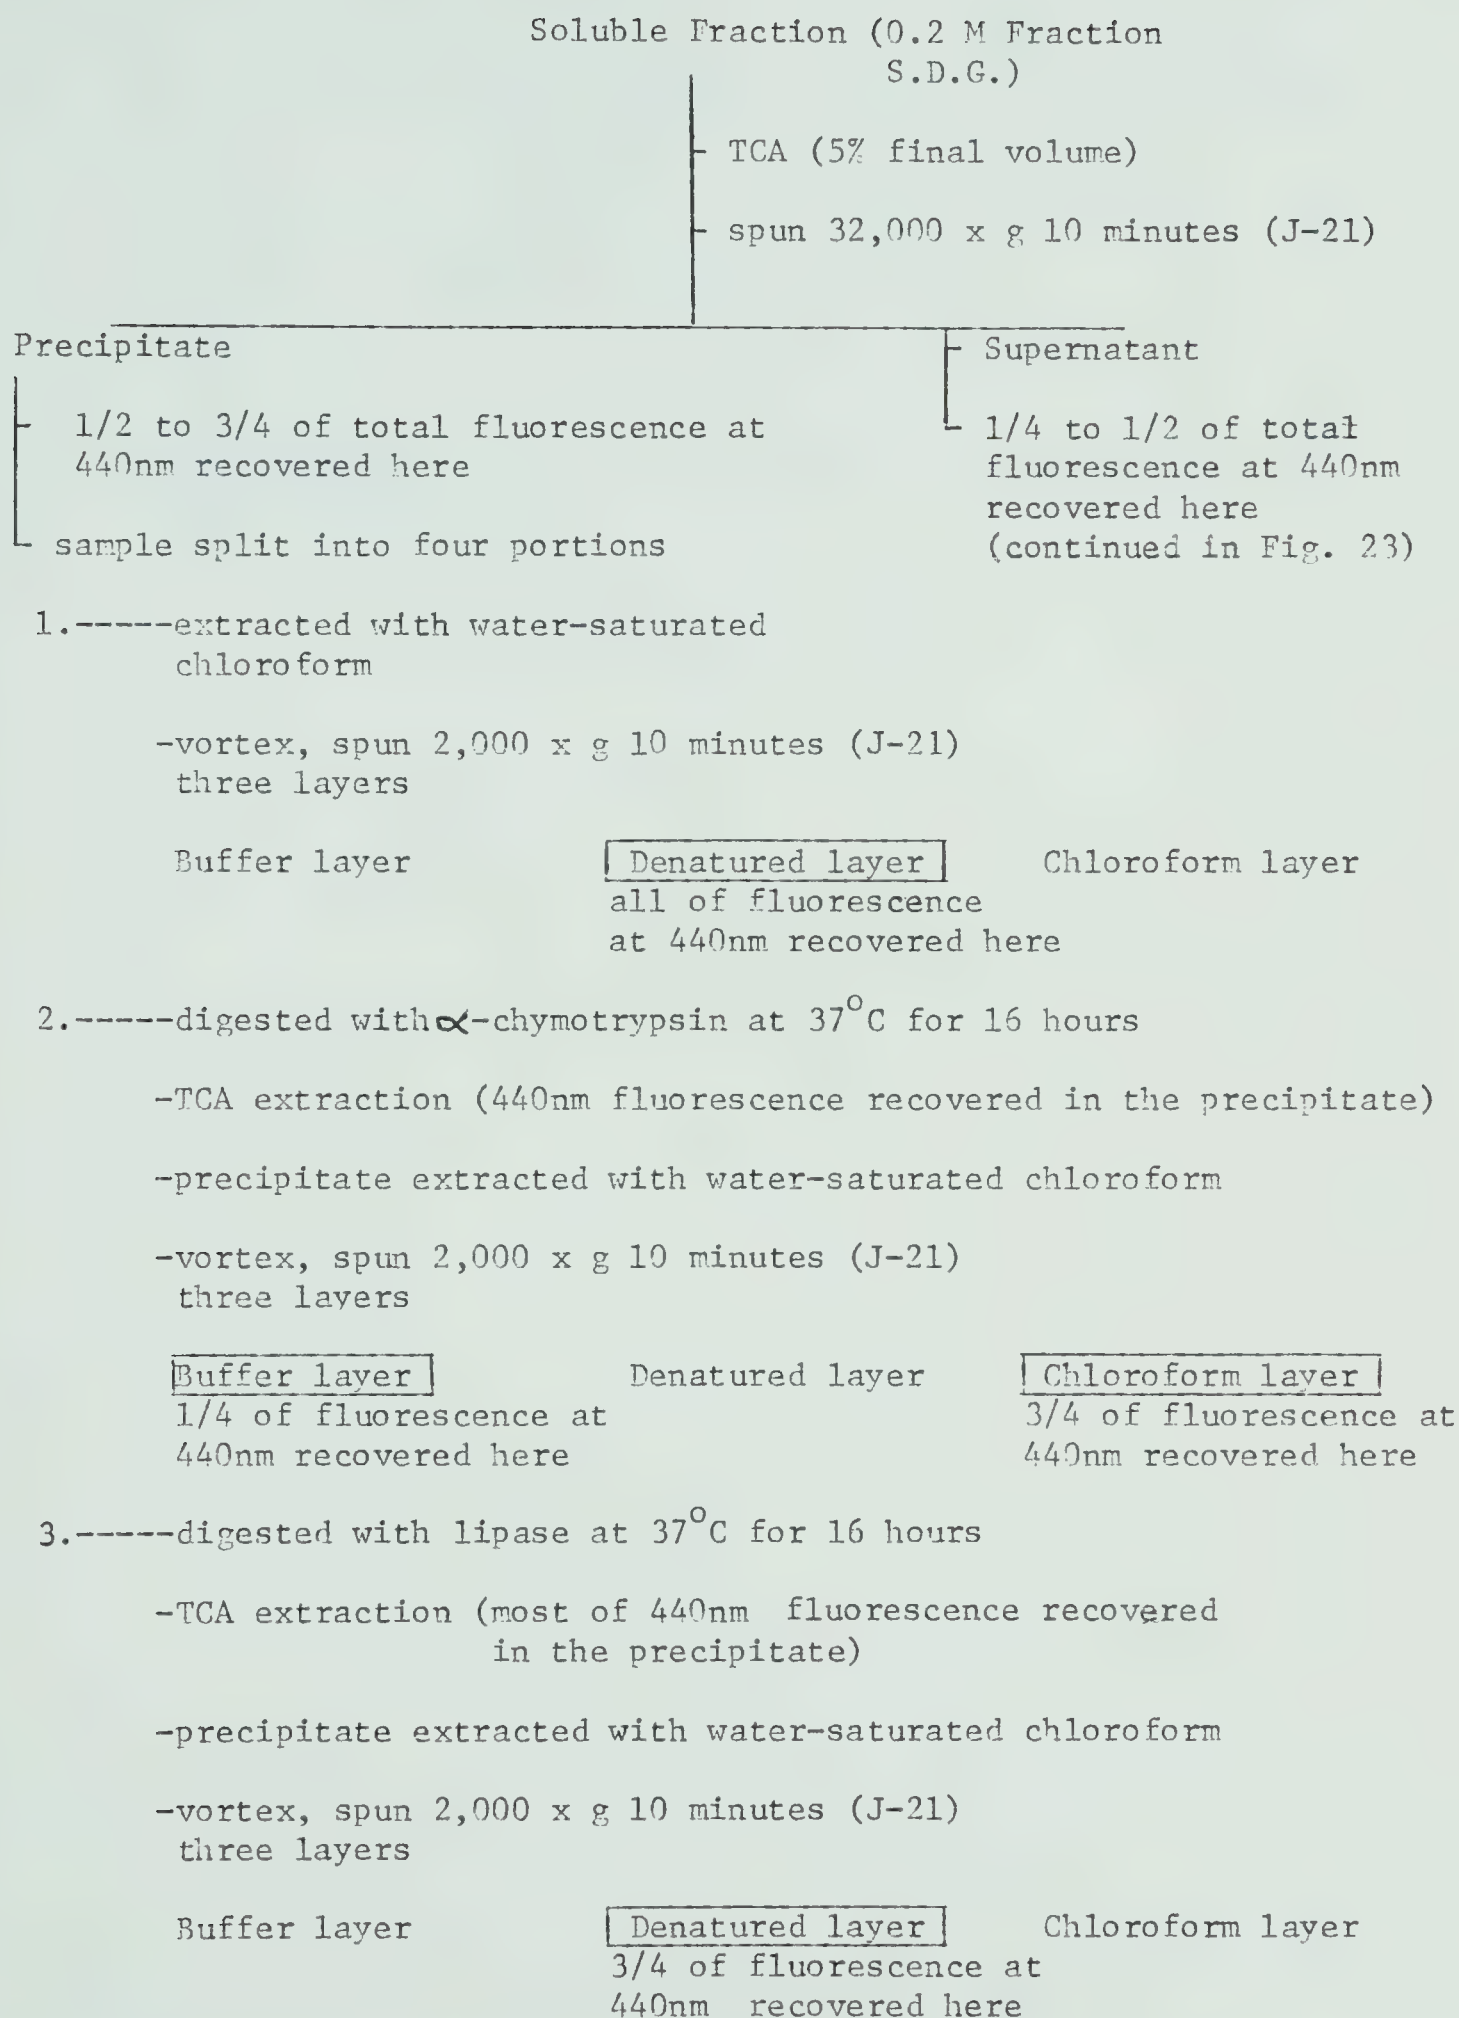 Soluble Fraction (0.2 M Fraction
S.D.G.)
TCA (5% final volume)
spun 32,000 x g 10 minutes (J-21)
Precipitate
1/2 to 3/4 of total fluorescence at
440nm recovered here
sample split into four portions
Supernatant
1/4 to 1/2 of total
fluorescence at 440nm
recovered here
(continued in Fig. 23)
1.-----extracted with water-saturated
chloroform
-vortex, spun 2,000 x g 10 minutes (J-21)
three layers
Buffer layer Denatured layer Chloroform layer
all of fluorescence
at 440nm recovered here
2.-----digested with α-chymotrypsin at 37°C for 16 hours
-TCA extraction (440nm fluorescence recovered in the precipitate)
-precipitate extracted with water-saturated chloroform
-vortex, spun 2,000 x g 10 minutes (J-21)
three layers
Buffer layer Denatured layer Chloroform layer
1/4 of fluorescence at 3/4 of fluorescence at
440nm recovered here 440nm recovered here
3.-----digested with lipase at 37°C for 16 hours
-TCA extraction (most of 440nm fluorescence recovered
in the precipitate)
-precipitate extracted with water-saturated chloroform
-vortex, spun 2,000 x g 10 minutes (J-21)
three layers
Buffer layer Denatured layer Chloroform layer
3/4 of fluorescence at
440nm recovered here